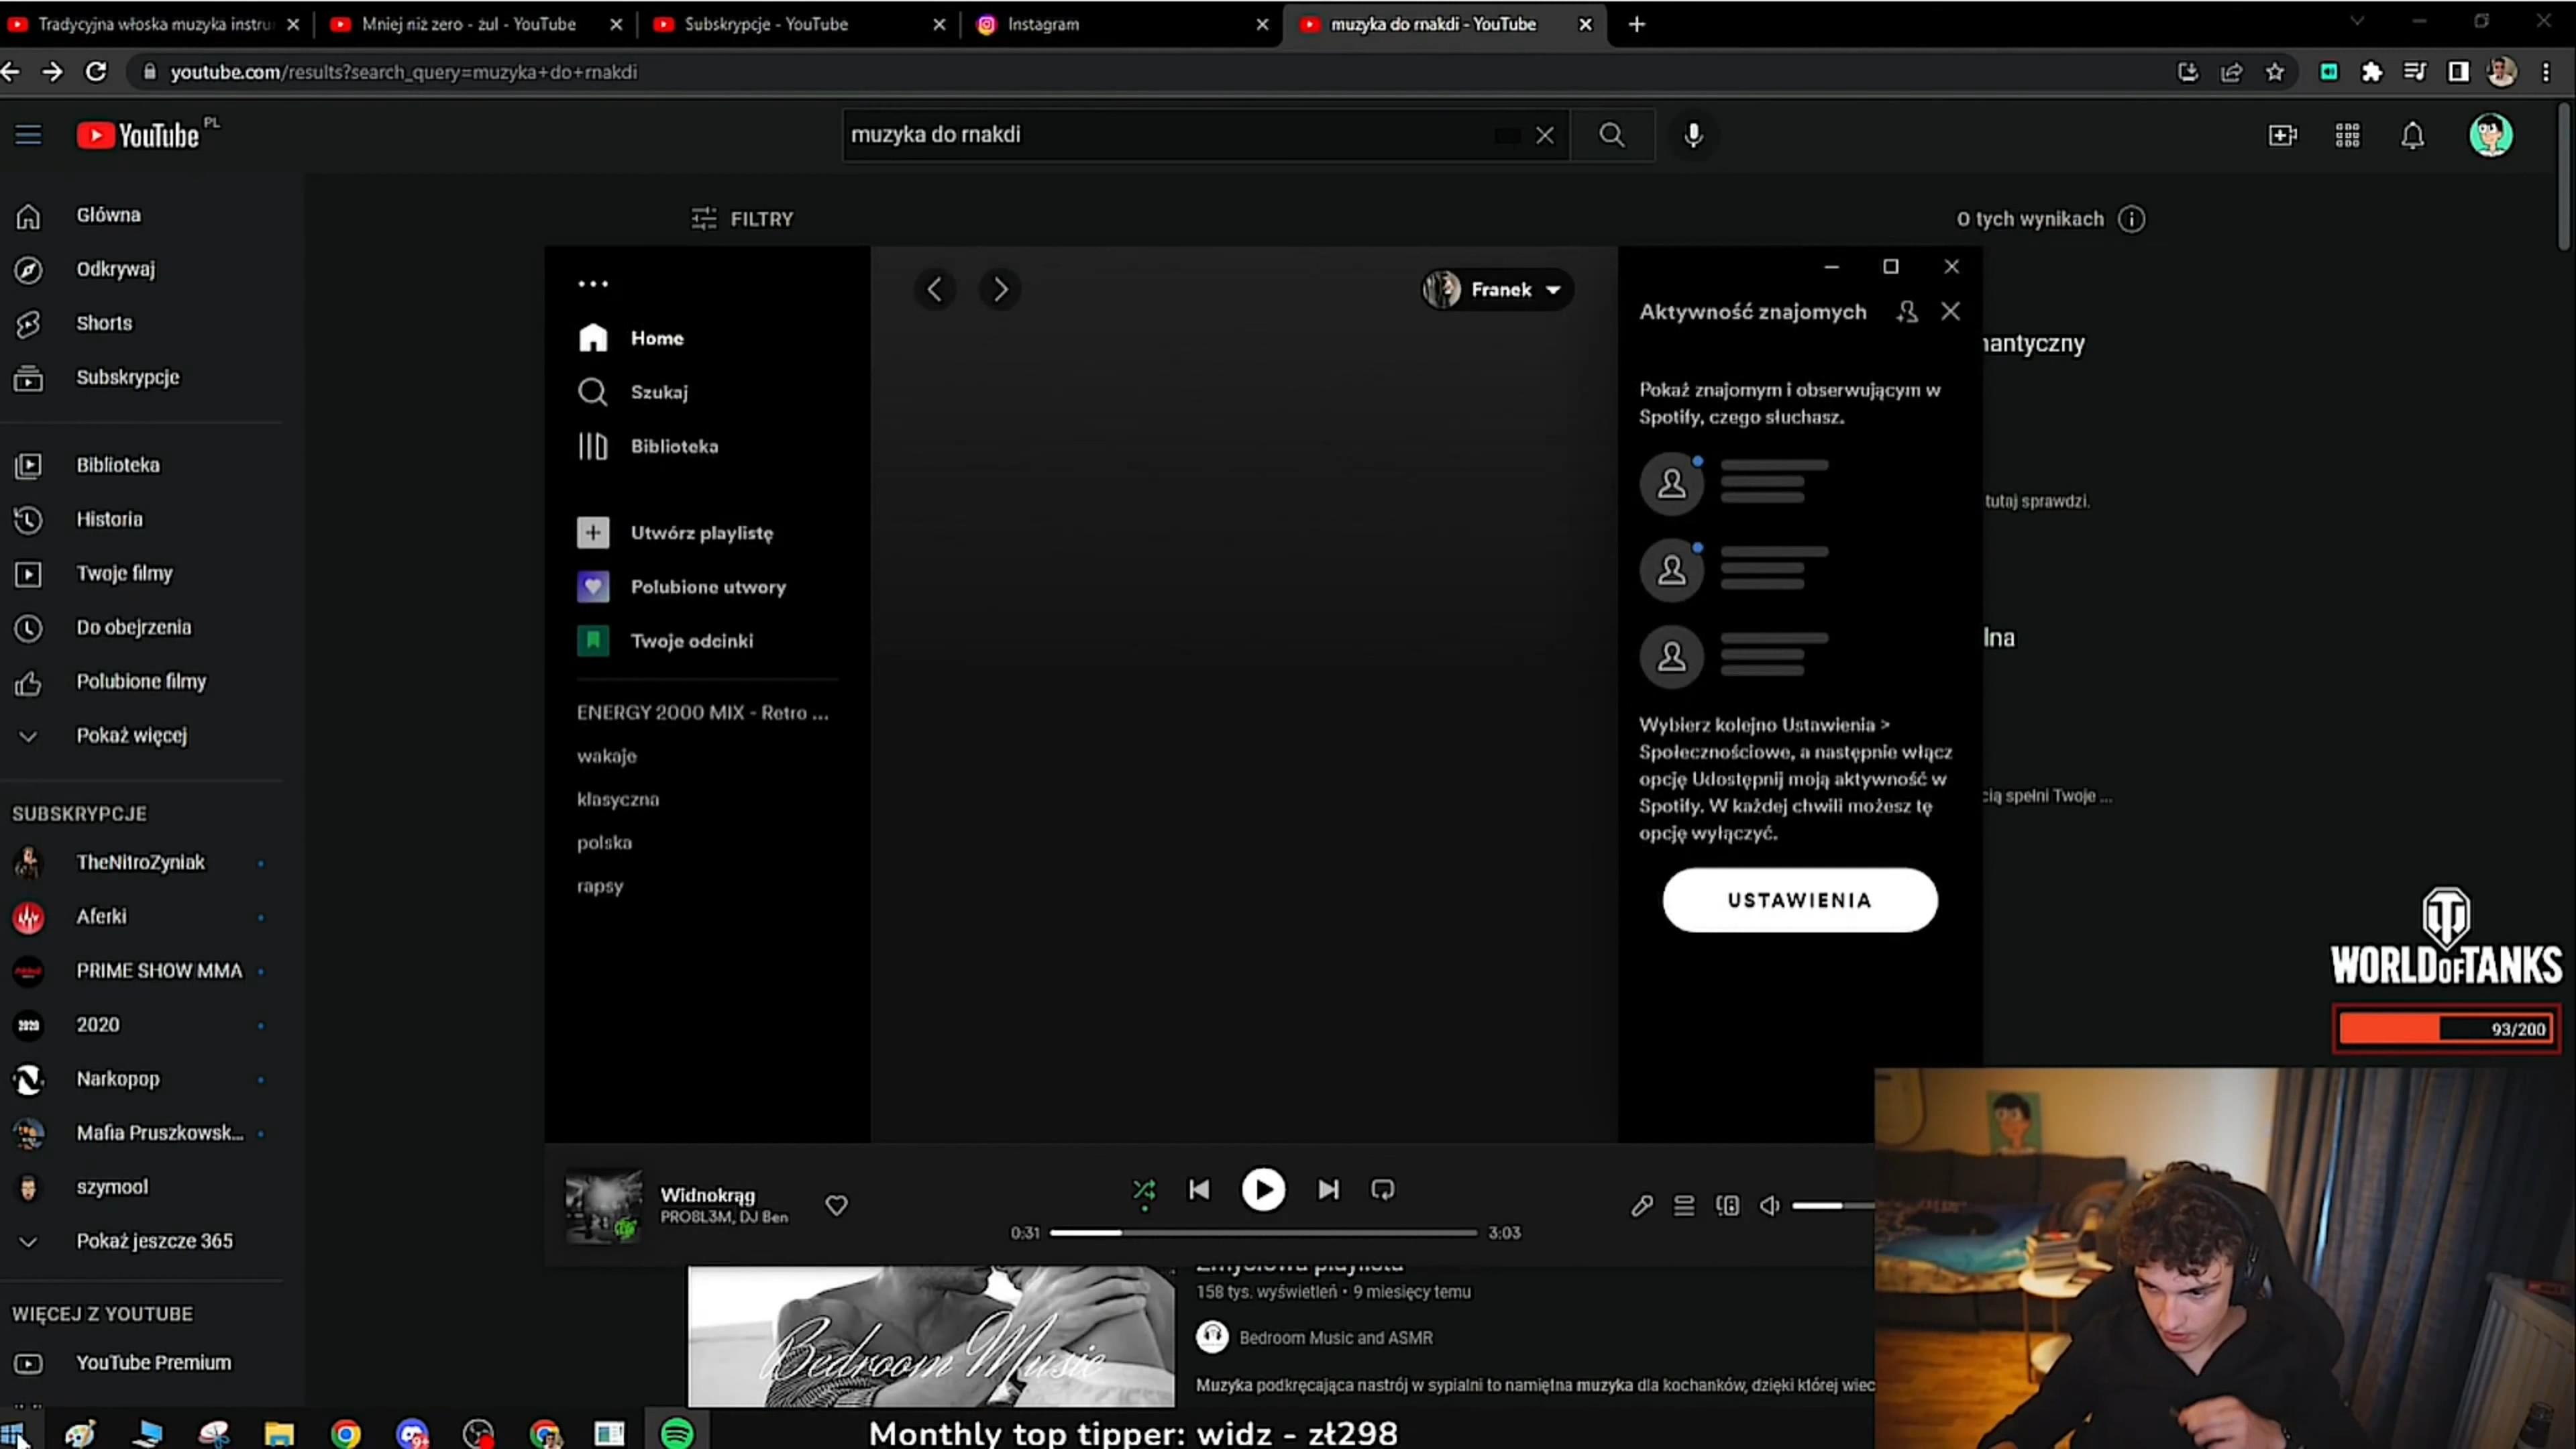 Tradycyjna włoska muzyka instru
Mniej niż zero - żul - YouTube
Subskrypcje - YouTube
Instagram
muzyka do rnakdi - YouTube
youtube.com/results?search_query=muzyka+do+rnakdi
YouTube PL
muzyka do rnakdi
Główna
Odkrywaj
Shorts
Subskrypcje
Biblioteka
Historia
Twoje filmy
Do obejrzenia
Polubione filmy
Pokaż więcej
SUBSKRYPCJE
TheNitroZyniak
Aferki
PRIME SHOW MMA
2020
Narkopop
Mafia Pruszkowsk...
szymool
Pokaż jeszcze 365
WIĘCEJ Z YOUTUBE
YouTube Premium
FILTRY
O tych wynikach
Home
Szukaj
Biblioteka
Utwórz playlistę
Polubione utwory
Twoje odcinki
ENERGY 2000 MIX - Retro ...
wakaje
klasyczna
polska
rapsy
Franek
Aktywność znajomych
Pokaż znajomym i obserwującym w
Spotify, czego słuchasz.
Wybierz kolejno Ustawienia >
Społecznościowe, a następnie włącz
opcję Udostępnij moją aktywność w
Spotify. W każdej chwili możesz tę
opcję wyłączyć.
USTAWIENIA
nantyczny
tutaj sprawdzi.
lna
cią spełni Twoje ...
WORLD OF TANKS
93/200
Widnokrąg
PRO8L3M, DJ Ben
0:31
3:03
Zmysłowa playlista
158 tys. wyświetleń • 9 miesięcy temu
Bedroom Music and ASMR
Muzyka podkręcająca nastrój w sypialni to namiętna muzyka dla kochanków, dzięki której wiec
Bedroom Music
Monthly top tipper: widz - zł298